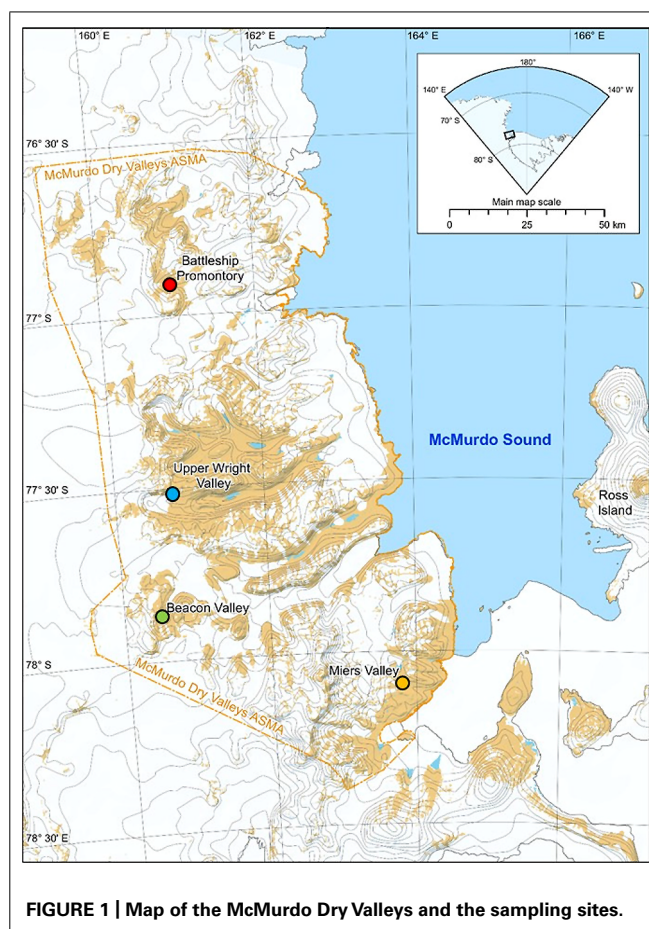 160° E
162° E
164° E
166° E
180°
140° E
140° W
70° S
80° S
Main map scale
0
25
50 km
76° 30' S
McMurdo Dry Valleys ASMA
Battleship
Promontory
77° S
McMurdo Sound
Upper Wright
Valley
77° 30' S
Ross
Island
Beacon Valley
78° S
Miers Valley
McMurdo Dry Valleys ASMA
78° 30' E
FIGURE 1 | Map of the McMurdo Dry Valleys and the sampling sites.